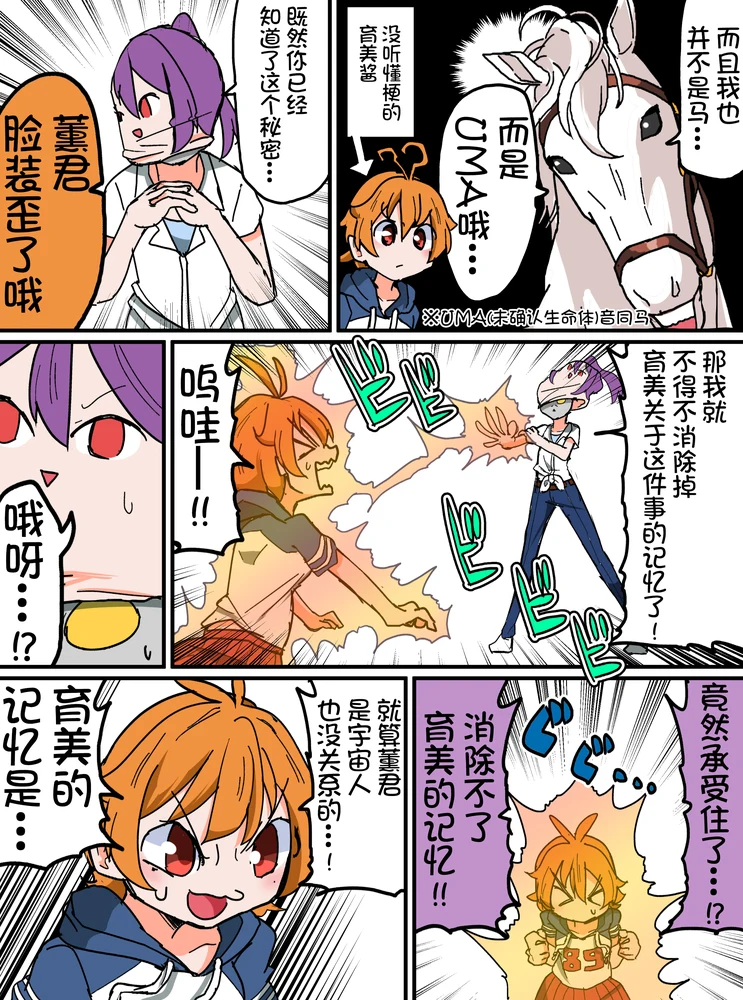 而且我也
并不是马…
而是
UMA哦…
没听懂梗的
育美酱
※UMA(未确认生命体)音同马
既然你已经
知道了这个秘密…
薰君
脸装歪了哦
那我就
不得不消除掉
育美关于这件事的记忆了!
ビビ
ビビビ
呜哇—!!
哦呀…!?
竟然承受住了…!?
消除不了
育美的记忆!!
ぐぐ…
89
就算薰君
是宇宙人
也没关系的…!
育美的
记忆是…